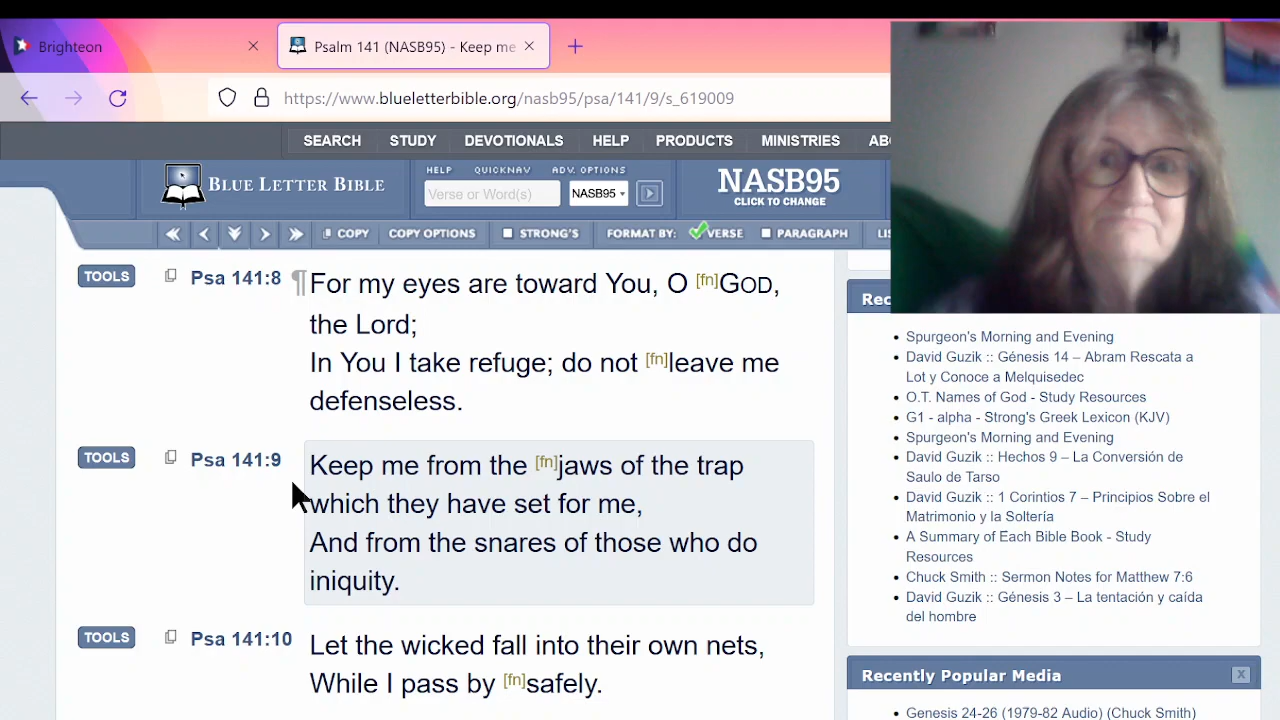 Brighteon
Psalm 141 (NASB95) - Keep me
https://www.blueletterbible.org/nasb95/psa/141/9/s_619009
SEARCH STUDY DEVOTIONALS HELP PRODUCTS MINISTRIES AB
BLUE LETTER BIBLE
HELP QUICKNAV ADV. OPTIONS
Verse or Word(s) NASB95
NASB95
CLICK TO CHANGE
COPY COPY OPTIONS STRONG'S FORMAT BY: VERSE PARAGRAPH LI
TOOLS Psa 141:8 ¶For my eyes are toward You, O [fn]GOD,
the Lord;
In You I take refuge; do not [fn]leave me
defenseless.
TOOLS Psa 141:9 Keep me from the [fn]jaws of the trap
which they have set for me,
And from the snares of those who do
iniquity.
TOOLS Psa 141:10 Let the wicked fall into their own nets,
While I pass by [fn]safely.
Rec
• Spurgeon's Morning and Evening
• David Guzik :: Génesis 14 – Abram Rescata a
Lot y Conoce a Melquisedec
• O.T. Names of God - Study Resources
• G1 - alpha - Strong's Greek Lexicon (KJV)
• Spurgeon's Morning and Evening
• David Guzik :: Hechos 9 – La Conversión de
Saulo de Tarso
• David Guzik :: 1 Corintios 7 – Principios Sobre el
Matrimonio y la Soltería
• A Summary of Each Bible Book - Study
Resources
• Chuck Smith :: Sermon Notes for Matthew 7:6
• David Guzik :: Génesis 3 – La tentación y caída
del hombre
Recently Popular Media x
• Genesis 24-26 (1979-82 Audio) (Chuck Smith)